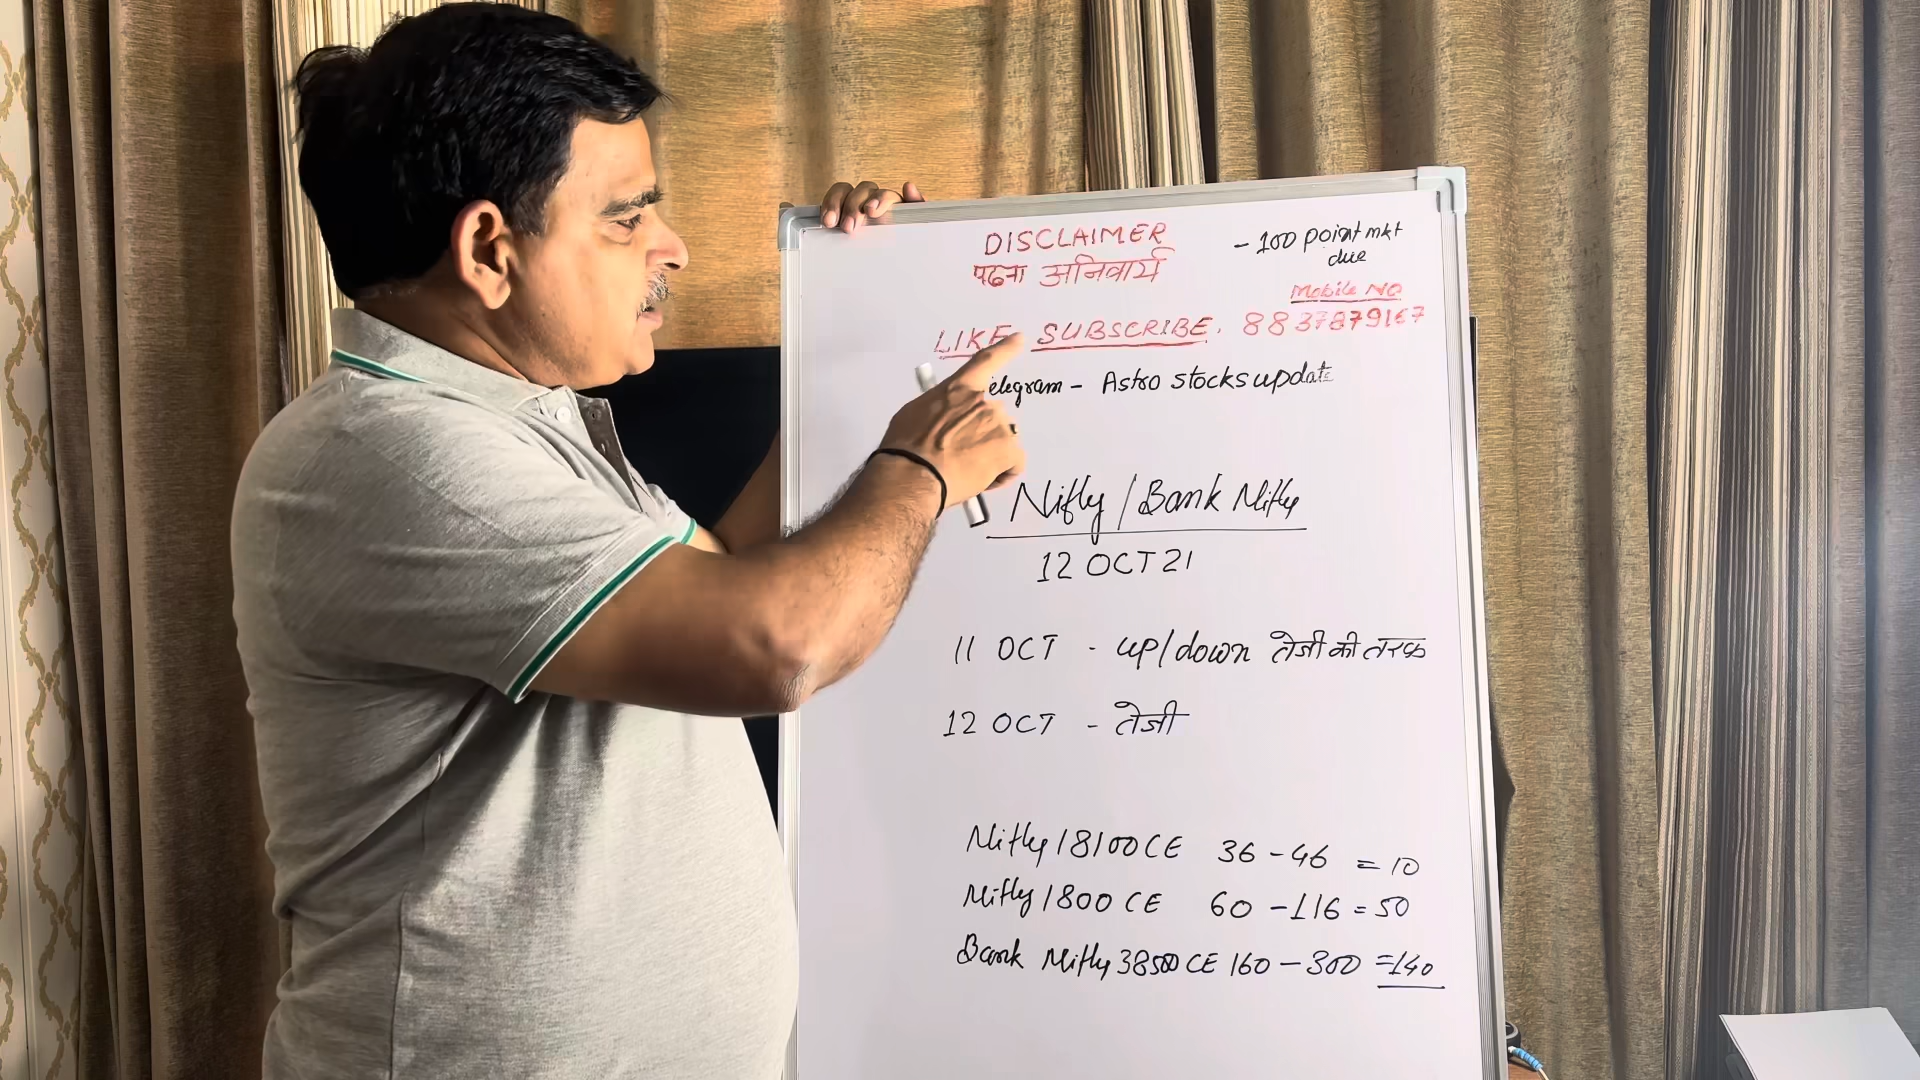 DISCLAIMER
पढना अनिवार्य
- 100 point mkt
due
Mobile NO
LIKE SUBSCRIBE. 8837879167
elegram - Astro stocks update
Nifty / Bank Nifty
12 OCT 21
11 OCT - up/down तेजी की तरफ
12 OCT - तेजी
Nifty 18100 CE 36 - 46 = 10
Nifty 1800 CE 60 - 116 = 50
Bank Nifty 38500 CE 160 - 300 = 140